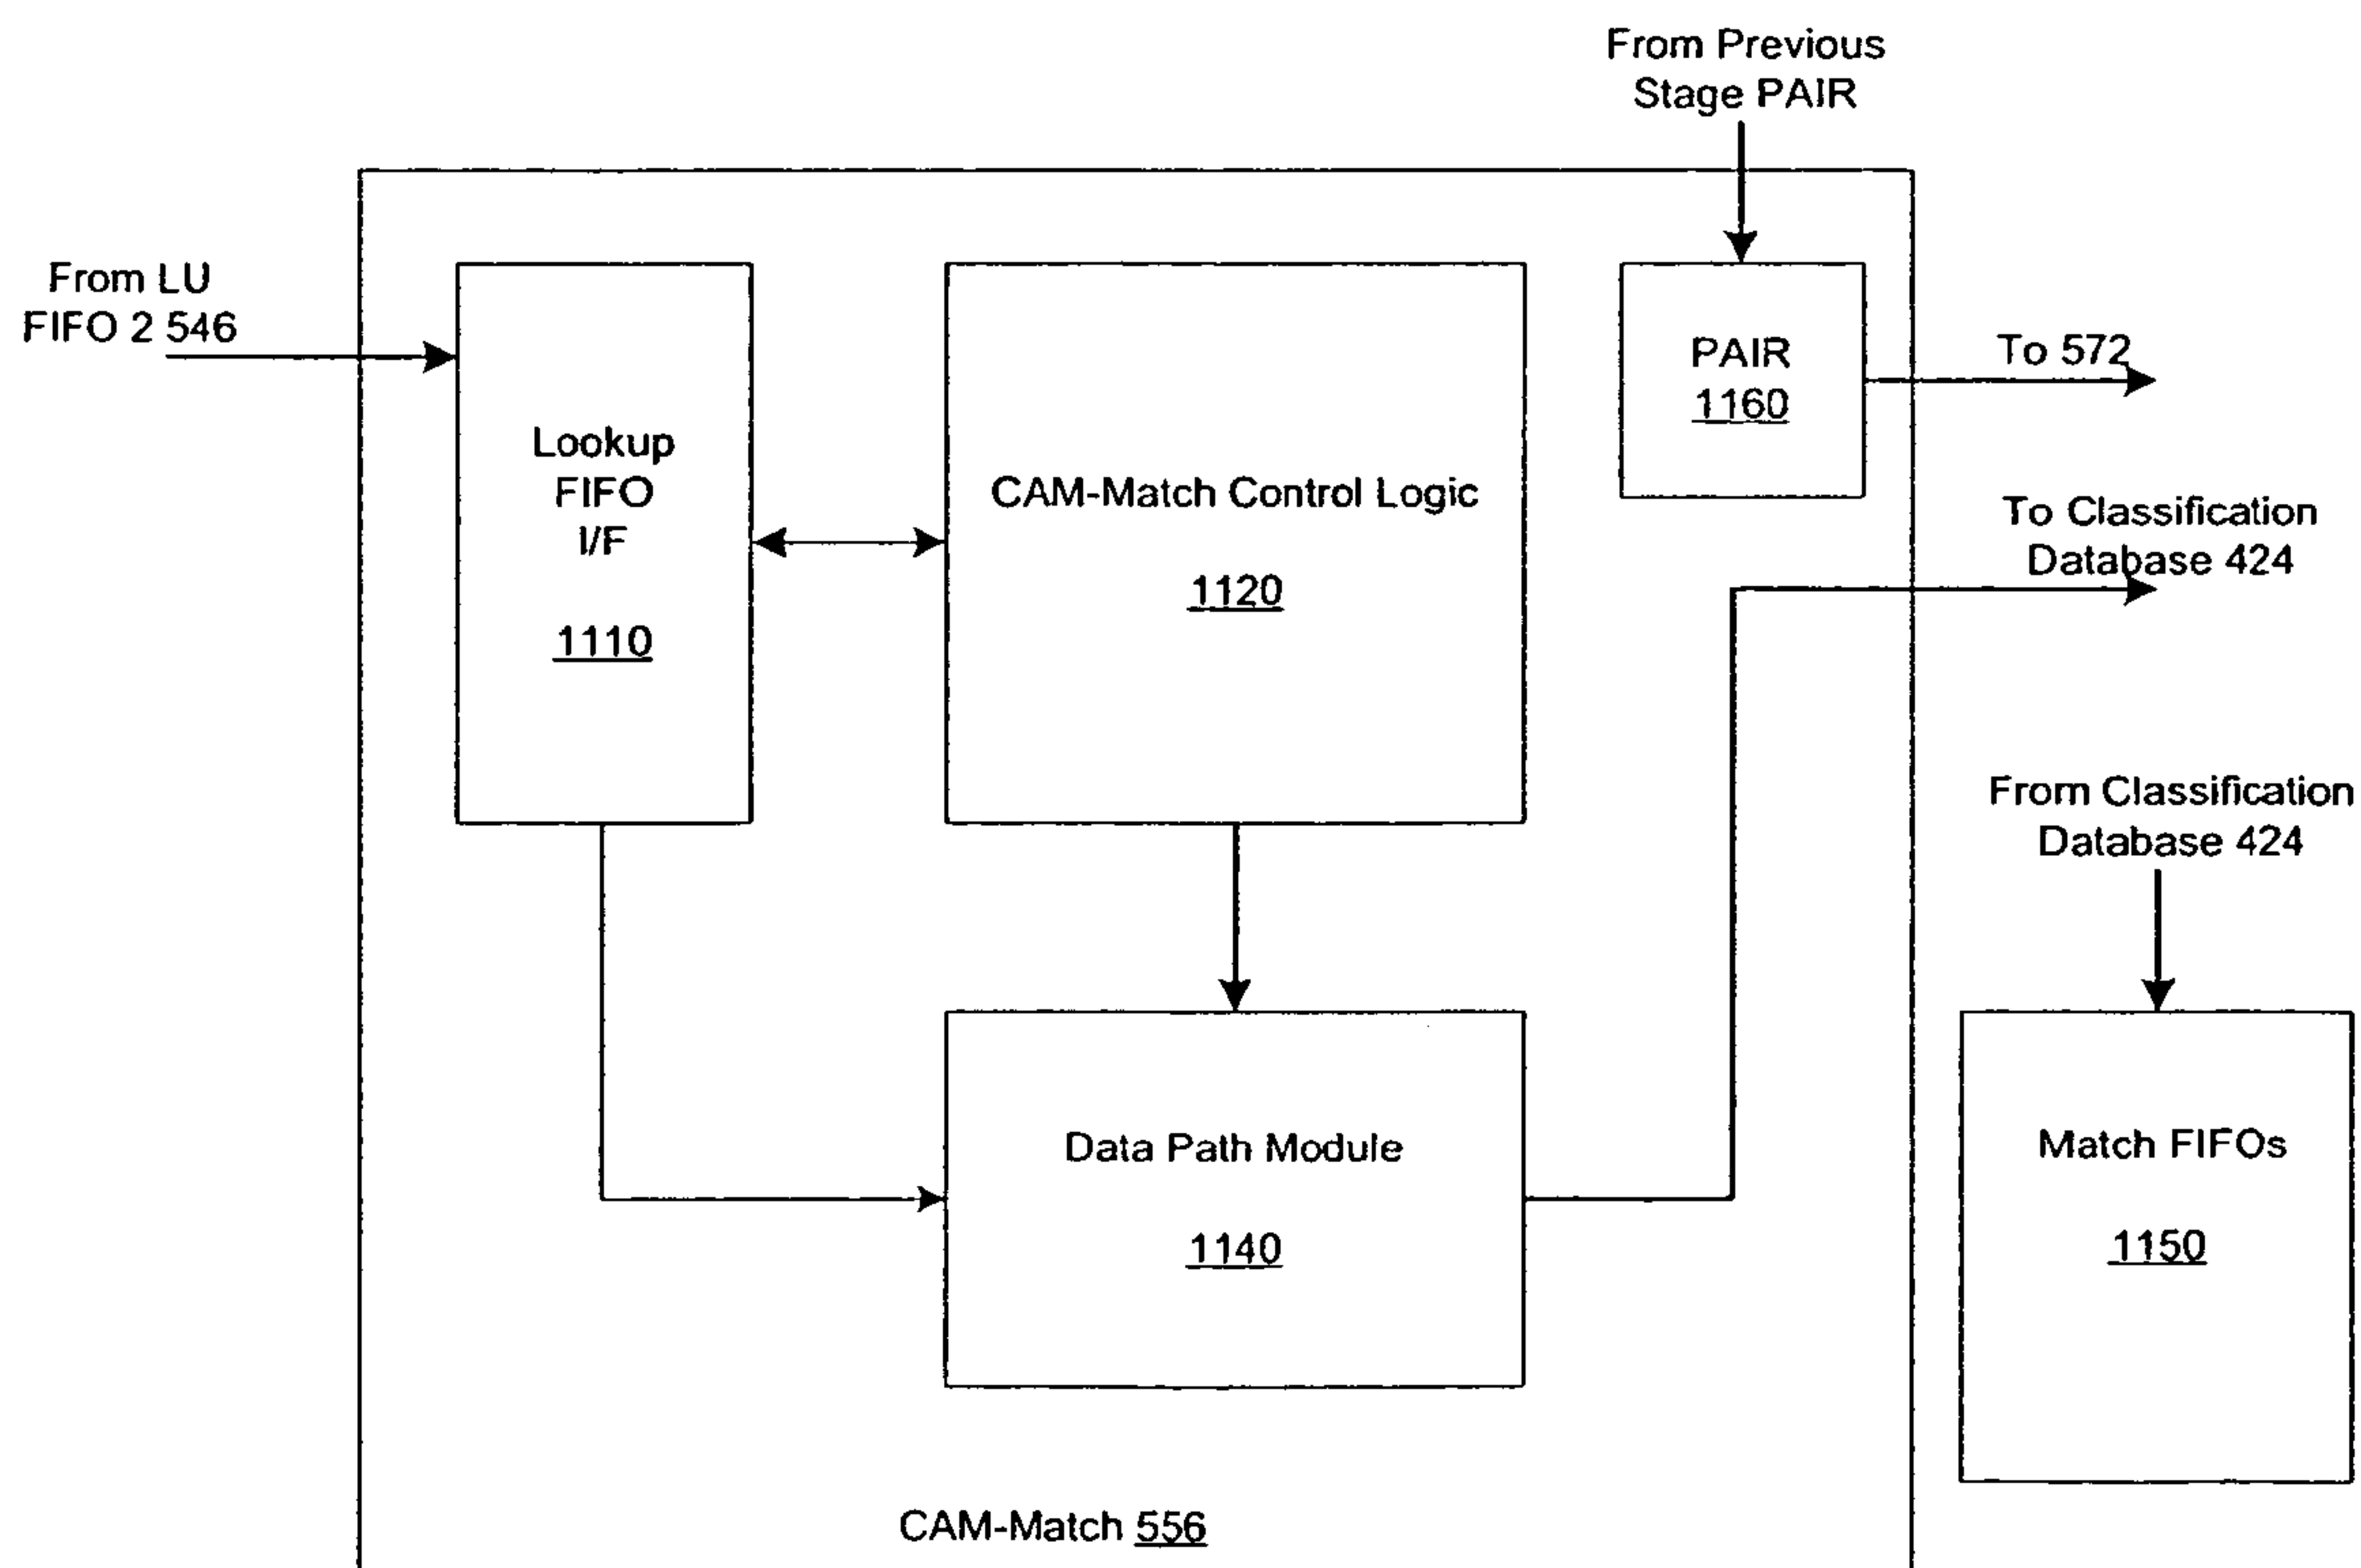 From Previous
Stage PAIR
From LU
FIFO 2 546
Lookup
FIFO
I/F
1110
CAM-Match Control Logic
1120
PAIR
1160
To 572
To Classification
Database 424
From Classification
Database 424
Data Path Module
1140
Match FIFOs
1150
CAM-Match 556